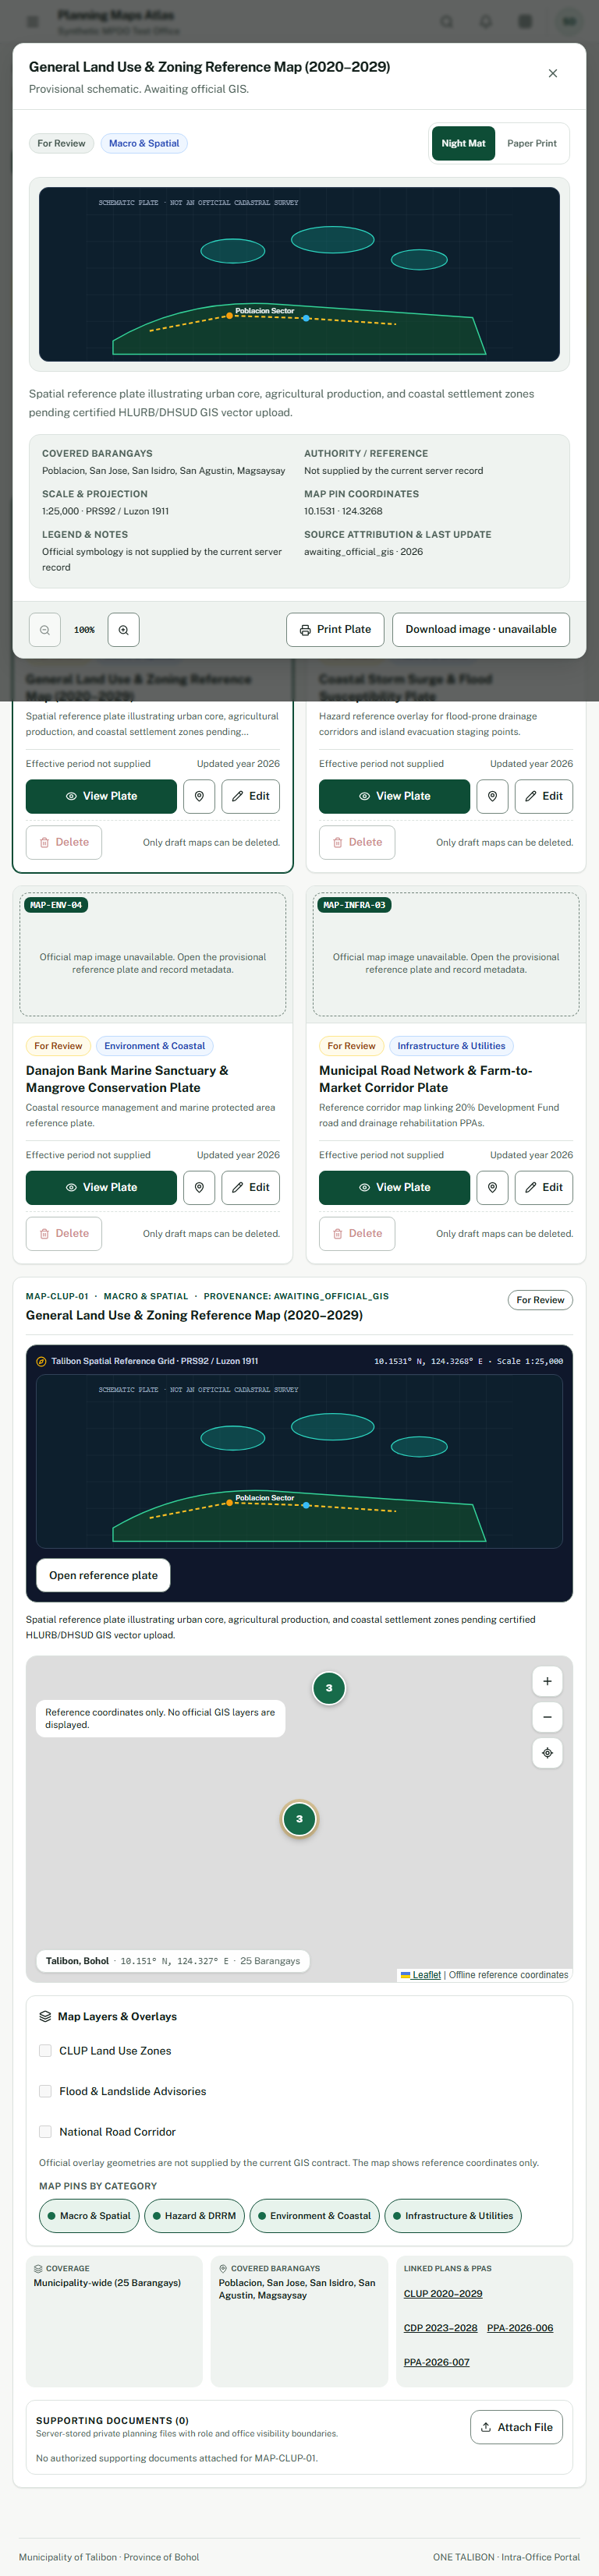 Planning Maps Atlas
General Land Use & Zoning Reference Map (2020–2029)
Provisional schematic. Awaiting official GIS.
For Review
Macro & Spatial
Night Mat
Paper Print
SCHEMATIC PLATE · NOT AN OFFICIAL CADASTRAL SURVEY
Poblacion Sector
Spatial reference plate illustrating urban core, agricultural production, and coastal settlement zones
pending certified HLURB/DHSUD GIS vector upload.
COVERED BARANGAYS
Poblacion, San Jose, San Isidro, San Agustin, Magsaysay
AUTHORITY / REFERENCE
Not supplied by the current server record
SCALE & PROJECTION
1:25,000 · PRS92 / Luzon 1911
MAP PIN COORDINATES
10.1531 · 124.3268
LEGEND & NOTES
Official symbology is not supplied by the current server
record
SOURCE ATTRIBUTION & LAST UPDATE
awaiting_official_gis · 2026
100%
Print Plate
Download image · unavailable
General Land Use & Zoning Reference
Map (2020–2029)
Spatial reference plate illustrating urban core, agricultural
production, and coastal settlement zones pending...
Effective period not supplied
Updated year 2026
View Plate
Edit
Delete
Only draft maps can be deleted.
Coastal Storm Surge & Flood
Susceptibility Plate
Hazard reference overlay for flood-prone drainage
corridors and island evacuation staging points.
Effective period not supplied
Updated year 2026
View Plate
Edit
Delete
Only draft maps can be deleted.
MAP-ENV-04
Official map image unavailable. Open the provisional
reference plate and record metadata.
For Review
Environment & Coastal
Danajon Bank Marine Sanctuary &
Mangrove Conservation Plate
Coastal resource management and marine protected area
reference plate.
Effective period not supplied
Updated year 2026
View Plate
Edit
Delete
Only draft maps can be deleted.
MAP-INFRA-03
Official map image unavailable. Open the provisional
reference plate and record metadata.
For Review
Infrastructure & Utilities
Municipal Road Network & Farm-to-
Market Corridor Plate
Reference corridor map linking 20% Development Fund
road and drainage rehabilitation PPAs.
Effective period not supplied
Updated year 2026
View Plate
Edit
Delete
Only draft maps can be deleted.
MAP-CLUP-01 · MACRO & SPATIAL · PROVENANCE: AWAITING_OFFICIAL_GIS
General Land Use & Zoning Reference Map (2020–2029)
For Review
Talibon Spatial Reference Grid · PRS92 / Luzon 1911
10.1531° N, 124.3268° E · Scale 1:25,000
SCHEMATIC PLATE · NOT AN OFFICIAL CADASTRAL SURVEY
Poblacion Sector
Open reference plate
Spatial reference plate illustrating urban core, agricultural production, and coastal settlement zones pending certified
HLURB/DHSUD GIS vector upload.
3
Reference coordinates only. No official GIS layers are
displayed.
+
−
3
Talibon, Bohol · 10.151° N, 124.327° E · 25 Barangays
Leaflet | Offline reference coordinates
Map Layers & Overlays
CLUP Land Use Zones
Flood & Landslide Advisories
National Road Corridor
Official overlay geometries are not supplied by the current GIS contract. The map shows reference coordinates only.
MAP PINS BY CATEGORY
Macro & Spatial
Hazard & DRRM
Environment & Coastal
Infrastructure & Utilities
COVERAGE
Municipality-wide (25 Barangays)
COVERED BARANGAYS
Poblacion, San Jose, San Isidro, San
Agustin, Magsaysay
LINKED PLANS & PPAS
CLUP 2020–2029
CDP 2023–2028 PPA-2026-006
PPA-2026-007
SUPPORTING DOCUMENTS (0)
Server-stored private planning files with role and office visibility boundaries.
Attach File
No authorized supporting documents attached for MAP-CLUP-01.
Municipality of Talibon · Province of Bohol
ONE TALIBON · Intra-Office Portal